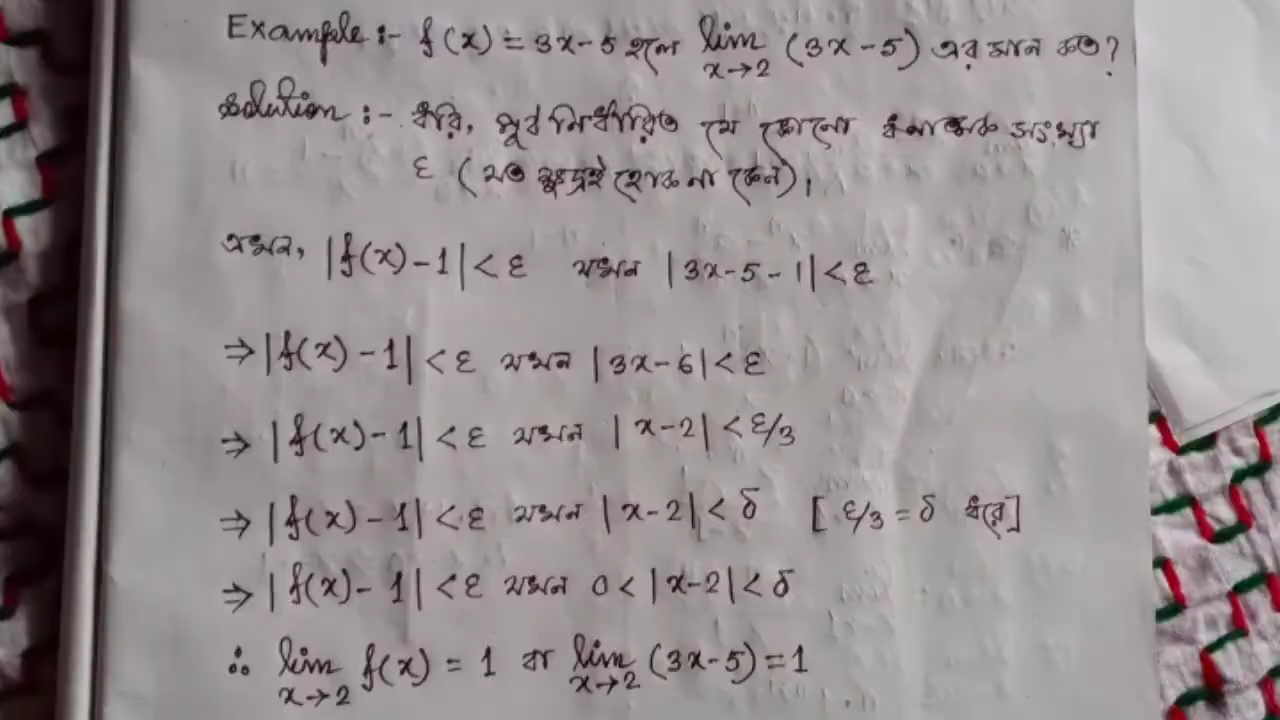 Example :- f(x) = 3x-5 হলে lim x→2 (3x-5) এর মান কত?
Solution :- ধরি, পূর্ব নির্ধারিত যে কোনো ধনাত্মক সংখ্যা
ε (যত ক্ষুদ্রই হোক না কেন),
এখন, |f(x)-1| < ε যখন |3x-5-1| < ε
⇒ |f(x)-1| < ε যখন |3x-6| < ε
⇒ |f(x)-1| < ε যখন |x-2| < ε/3
⇒ |f(x)-1| < ε যখন |x-2| < δ [ε/3 = δ ধরে]
⇒ |f(x)-1| < ε যখন 0 < |x-2| < δ
∴ lim x→2 f(x) = 1 বা lim x→2 (3x-5) = 1